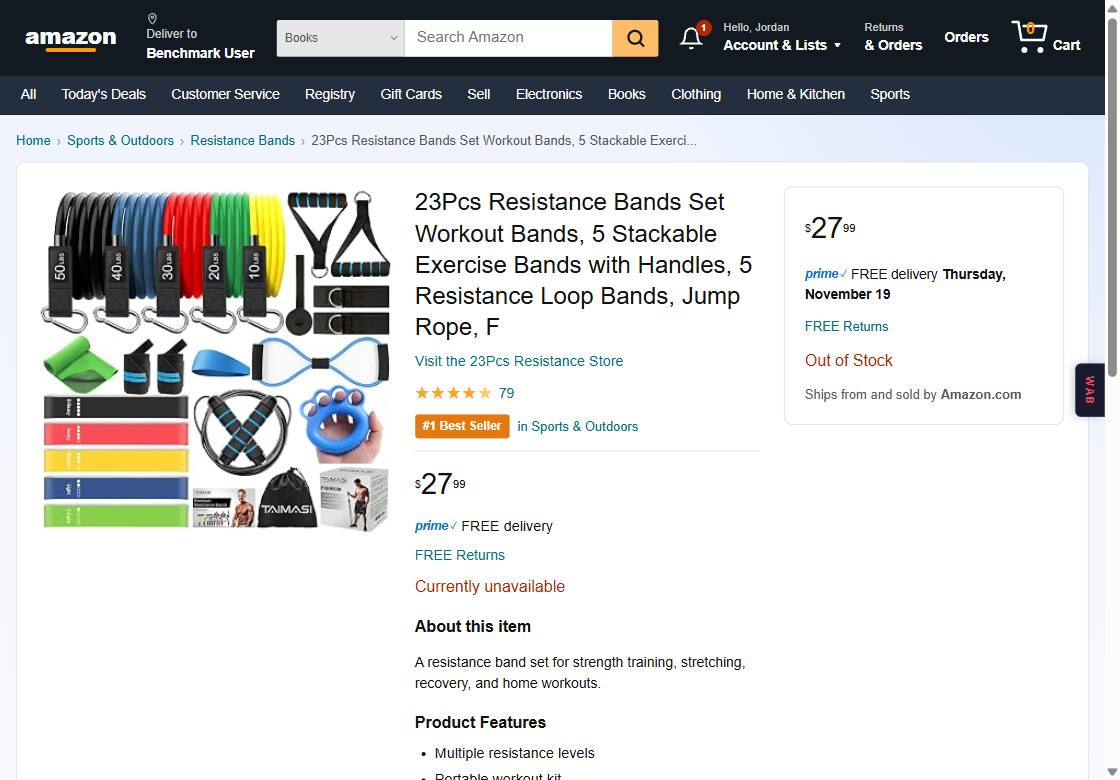 amazon
Deliver to
Benchmark User
Books
Search Amazon
1
Hello, Jordan
Account & Lists
Returns
& Orders
Orders
0
Cart
All
Today's Deals
Customer Service
Registry
Gift Cards
Sell
Electronics
Books
Clothing
Home & Kitchen
Sports
Home › Sports & Outdoors › Resistance Bands › 23Pcs Resistance Bands Set Workout Bands, 5 Stackable Exerci...
50 LBS
40 LBS
30 LBS
20 LBS
10 LBS
TAIMASI
TAIMASI
PREMIUM
23Pcs Resistance Bands Set
Workout Bands, 5 Stackable
Exercise Bands with Handles, 5
Resistance Loop Bands, Jump
Rope, F
Visit the 23Pcs Resistance Store
79
#1 Best Seller in Sports & Outdoors
$2799
prime FREE delivery
FREE Returns
Currently unavailable
About this item
A resistance band set for strength training, stretching,
recovery, and home workouts.
Product Features
• Multiple resistance levels
• Portable workout kit
$2799
prime FREE delivery Thursday,
November 19
FREE Returns
Out of Stock
Ships from and sold by Amazon.com
WAB